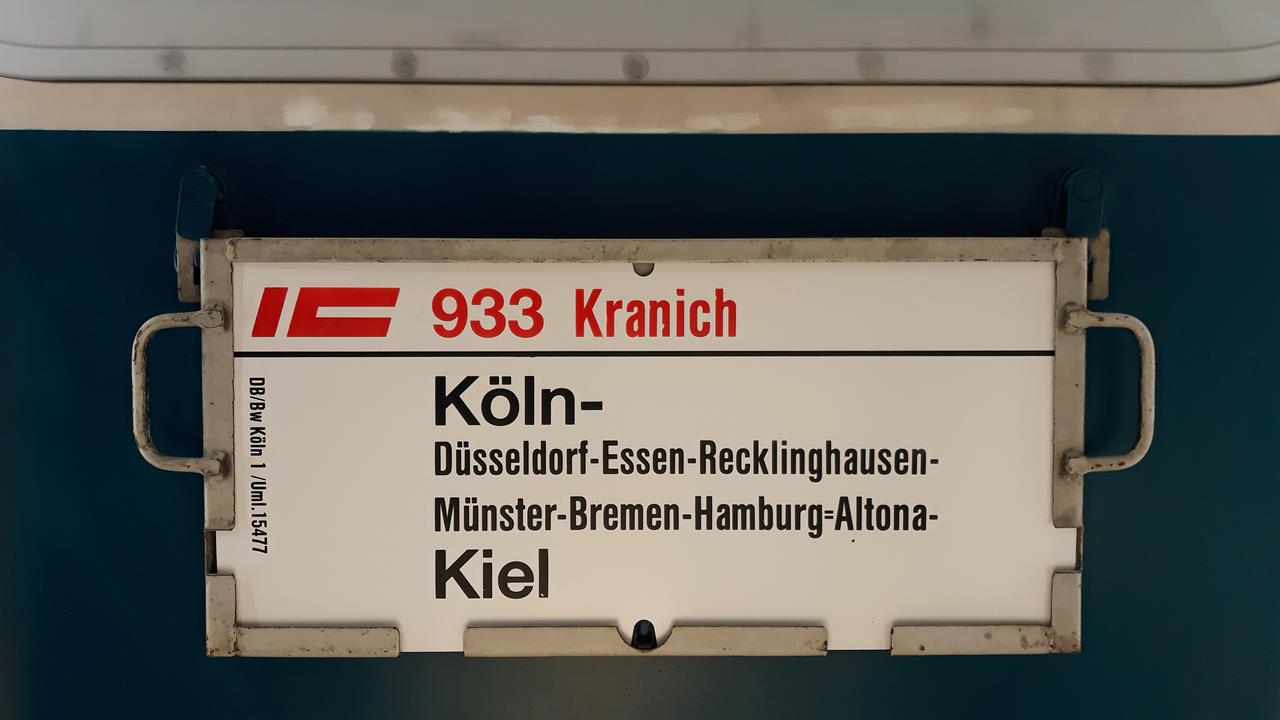 IC 933 Kranich
Köln-
Düsseldorf-Essen-Recklinghausen-
Münster-Bremen-Hamburg=Altona-
Kiel
DB/Bw Köln 1 /Uml. 15477